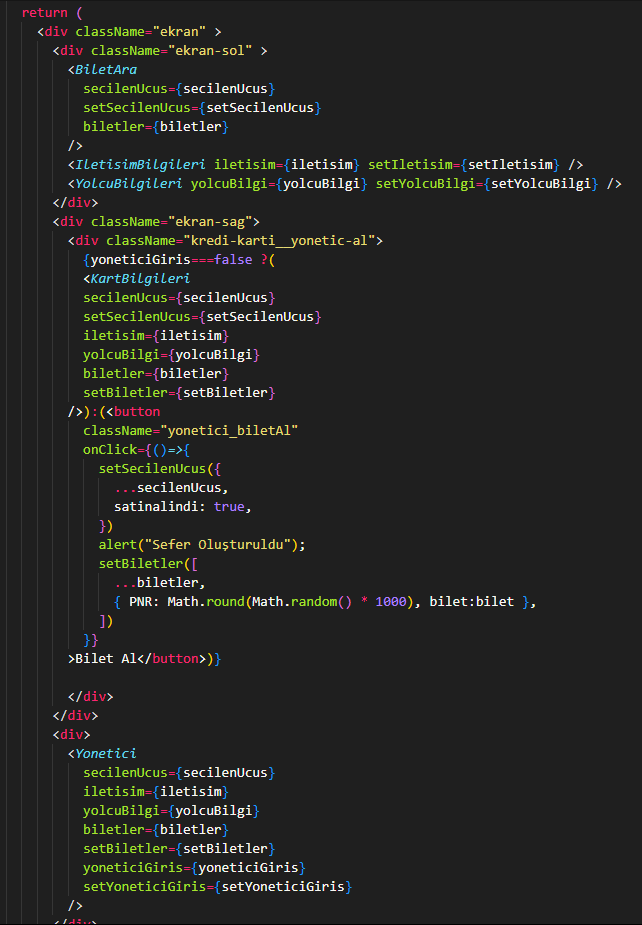 return (
<div className="ekran" >
<div className="ekran-sol" >
<BiletAra
secilenUcus={secilenUcus}
setSecilenUcus={setSecilenUcus}
biletler={biletler}
/>
<IletisimBilgileri iletisim={iletisim} setIletisim={setIletisim} />
<YolcuBilgileri yolcuBilgi={yolcuBilgi} setYolcuBilgi={setYolcuBilgi} />
</div>
<div className="ekran-sag">
<div className="kredi-karti__yonetic-al">
{yoneticiGiris===false ?(
<KartBilgileri
secilenUcus={secilenUcus}
setSecilenUcus={setSecilenUcus}
iletisim={iletisim}
yolcuBilgi={yolcuBilgi}
biletler={biletler}
setBiletler={setBiletler}
/>):(<button
className="yonetici_biletAl"
onClick={()=>{
setSecilenUcus({
...secilenUcus,
satinalindi: true,
})
alert("Sefer Oluşturuldu");
setBiletler([
...biletler,
{ PNR: Math.round(Math.random() * 1000), bilet:bilet },
])
}}
>Bilet Al</button>)}
</div>
</div>
<div>
<Yonetici
secilenUcus={secilenUcus}
iletisim={iletisim}
yolcuBilgi={yolcuBilgi}
biletler={biletler}
setBiletler={setBiletler}
yoneticiGiris={yoneticiGiris}
setYoneticiGiris={setYoneticiGiris}
/>
</div>